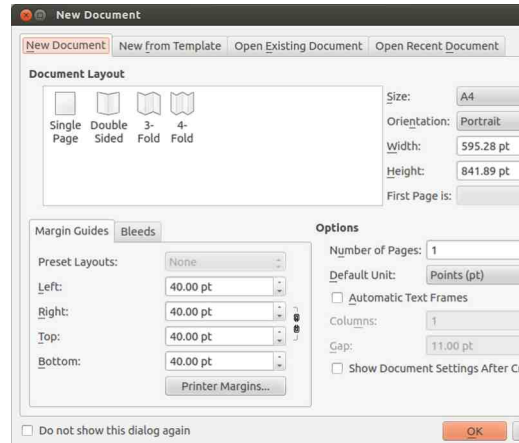 New Document
New Document New from Template Open Existing Document Open Recent Document
Document Layout
Single Page
Double Sided
3-Fold
4-Fold
Size: A4
Orientation: Portrait
Width: 595.28 pt
Height: 841.89 pt
First Page is:
Margin Guides Bleeds
Preset Layouts: None
Left: 40.00 pt
Right: 40.00 pt
Top: 40.00 pt
Bottom: 40.00 pt
Printer Margins...
Options
Number of Pages: 1
Default Unit: Points (pt)
Automatic Text Frames
Columns: 1
Gap: 11.00 pt
Show Document Settings After
Do not show this dialog again
OK